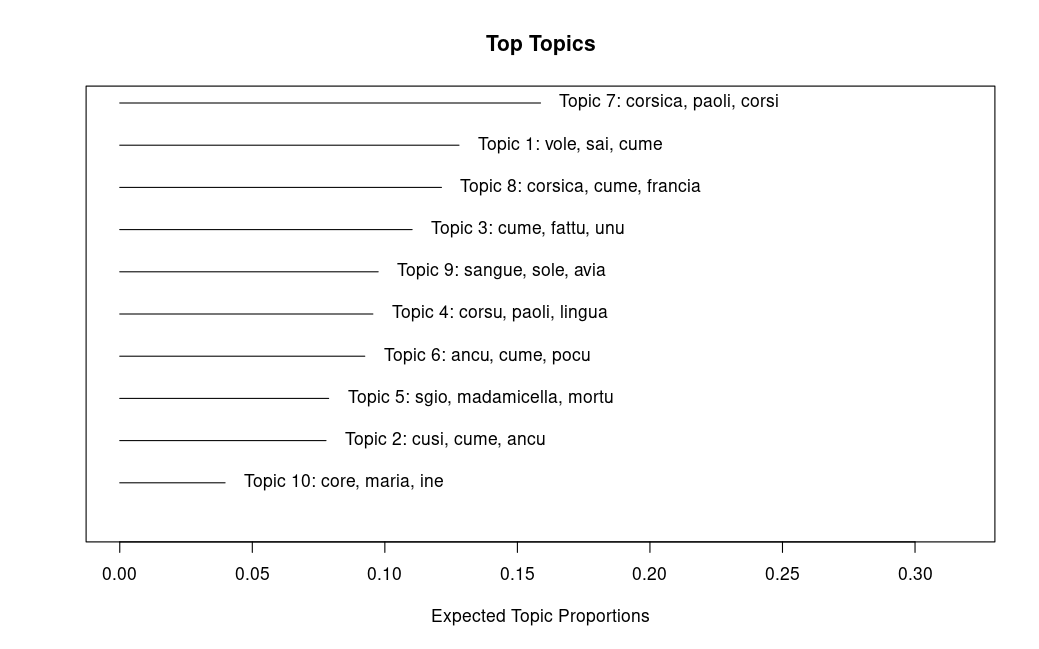 Top Topics
Topic 7: corsica, paoli, corsi
Topic 1: vole, sai, cume
Topic 8: corsica, cume, francia
Topic 3: cume, fattu, unu
Topic 9: sangue, sole, avia
Topic 4: corsu, paoli, lingua
Topic 6: ancu, cume, pocu
Topic 5: sgio, madamicella, mortu
Topic 2: cusi, cume, ancu
Topic 10: core, maria, ine
0.00 0.05 0.10 0.15 0.20 0.25 0.30
Expected Topic Proportions